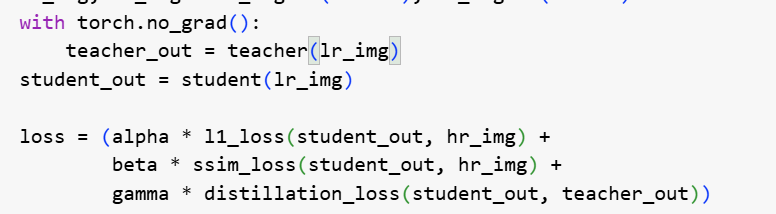 with torch.no_grad():
    teacher_out = teacher(lr_img)
student_out = student(lr_img)
loss = (alpha * l1_loss(student_out, hr_img) +
        beta * ssim_loss(student_out, hr_img) +
        gamma * distillation_loss(student_out, teacher_out))